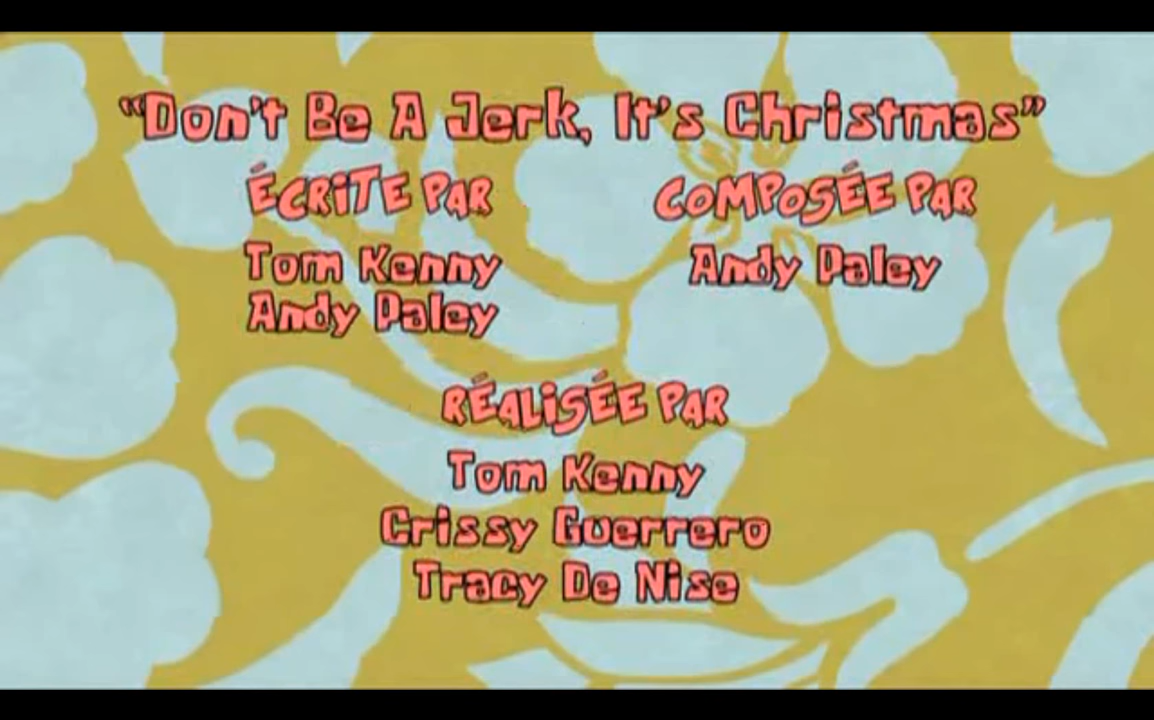 “Don't Be A Jerk, It's Christmas”
ÉCRiTE PAR
Tom Kenny
Andy Paley
COMPOSÉE PAR
Andy Paley
RÉALiSÉE PAR
Tom Kenny
Crissy Guerrero
Tracy De Nise